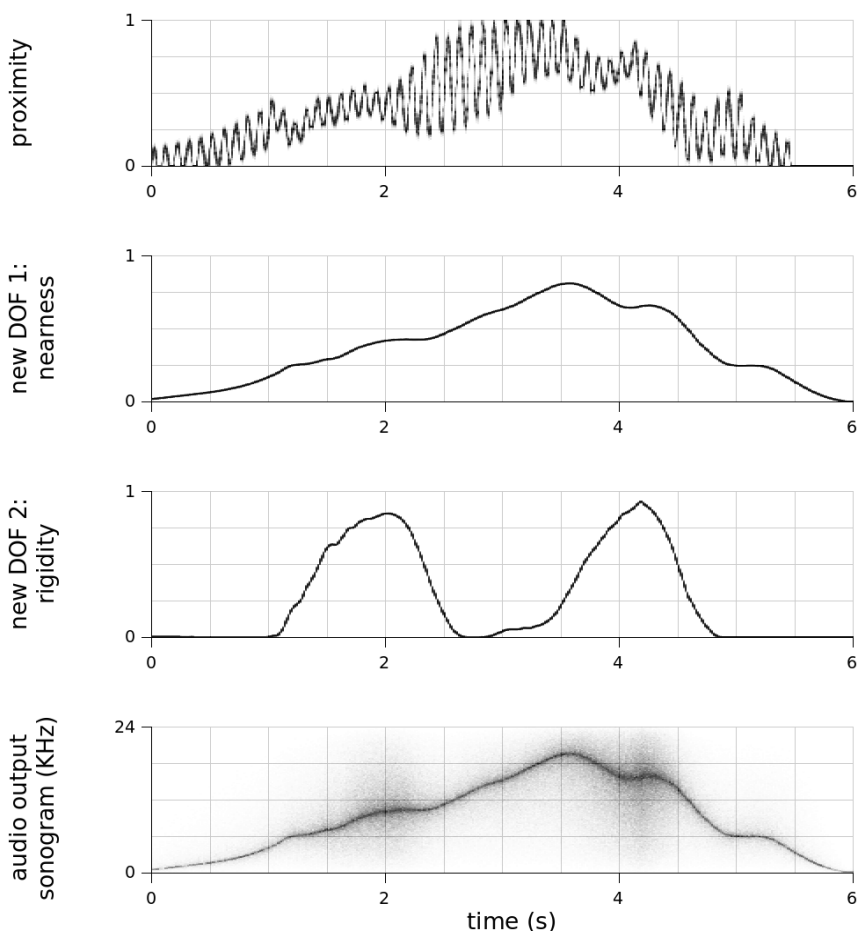 proximity
1
0
0 2 4 6
new DOF 1:
nearness
1
0
0 2 4 6
new DOF 2:
rigidity
1
0
0 2 4 6
audio output
sonogram (KHz)
24
0
0 2 4 6
time (s)